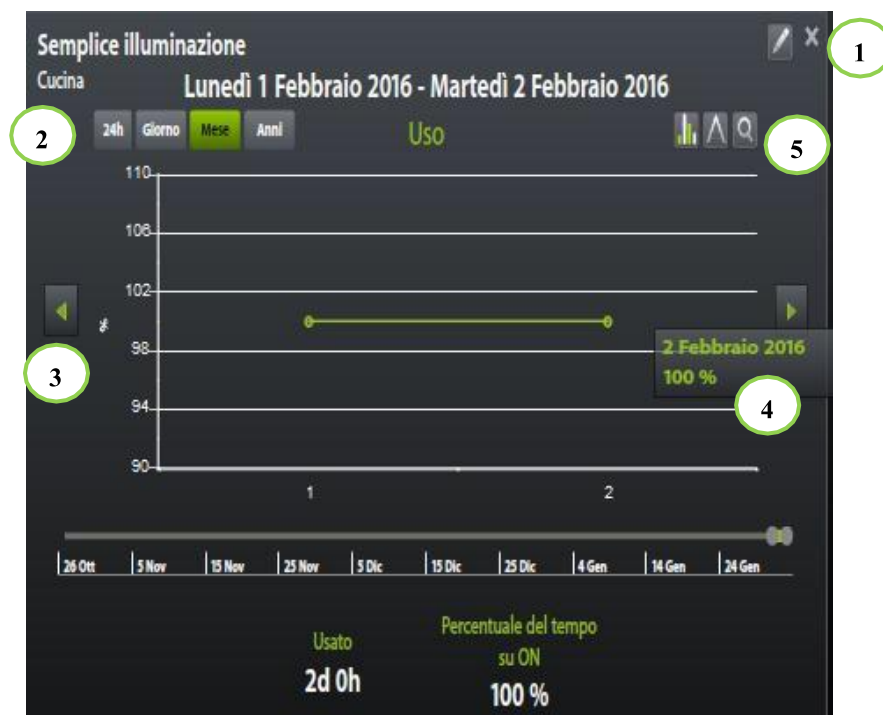 Semplice illuminazione
Cucina
Lunedì 1 Febbraio 2016 - Martedì 2 Febbraio 2016
1
2
24h Giorno Mese Anni
Uso
5
110
106
102
%
98
94
90
3
2 Febbraio 2016
100 %
4
1 2
26 Ott 5 Nov 15 Nov 25 Nov 5 Dic 15 Dic 25 Dic 4 Gen 14 Gen 24 Gen
Usato
2d 0h
Percentuale del tempo
su ON
100 %